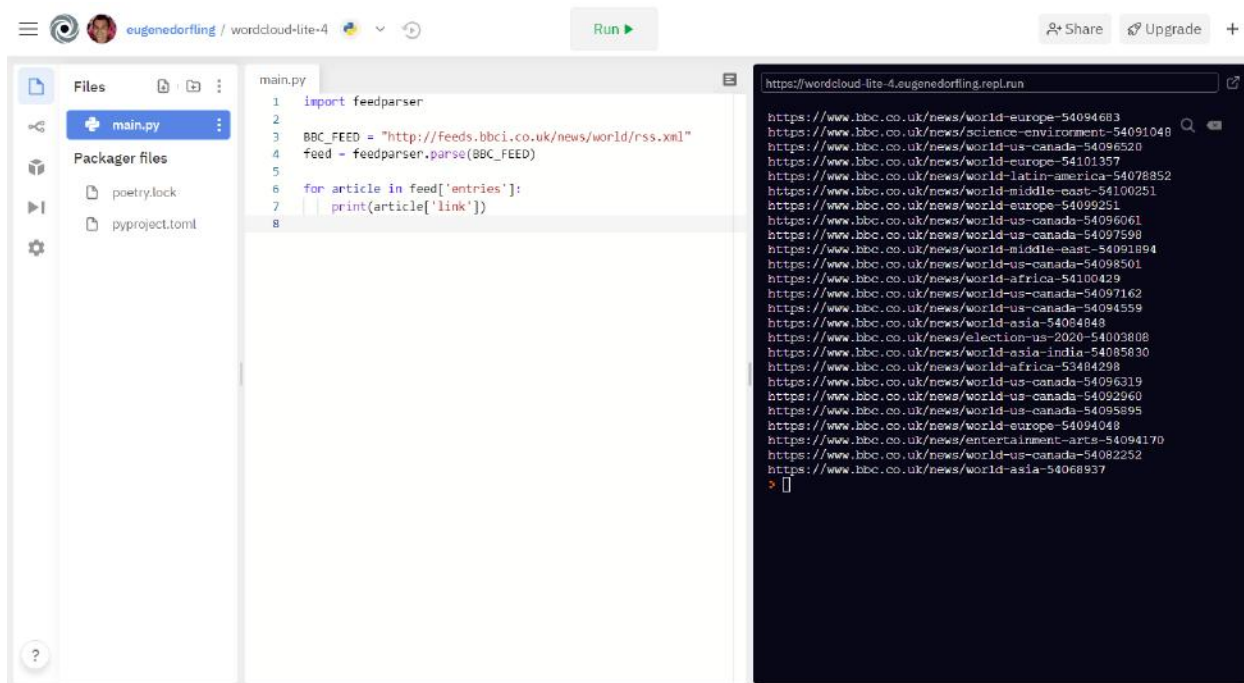 eugenedorfling / wordcloud-lite-4
Run
Share
Upgrade
Files
main.py
Packager files
poetry.lock
pyproject.toml
?
main.py
1 import feedparser
2
3 BBC_FEED = "http://feeds.bbci.co.uk/news/world/rss.xml"
4 feed = feedparser.parse(BBC_FEED)
5
6 for article in feed['entries']:
7 print(article['link'])
8
https://wordcloud-lite-4.eugenedorfling.repl.run
https://www.bbc.co.uk/news/world-europe-54094683
https://www.bbc.co.uk/news/science-environment-54091048
https://www.bbc.co.uk/news/world-us-canada-54096520
https://www.bbc.co.uk/news/world-europe-54101357
https://www.bbc.co.uk/news/world-latin-america-54078852
https://www.bbc.co.uk/news/world-middle-east-54100251
https://www.bbc.co.uk/news/world-europe-54099251
https://www.bbc.co.uk/news/world-us-canada-54096061
https://www.bbc.co.uk/news/world-us-canada-54097598
https://www.bbc.co.uk/news/world-middle-east-54091894
https://www.bbc.co.uk/news/world-us-canada-54098501
https://www.bbc.co.uk/news/world-africa-54100429
https://www.bbc.co.uk/news/world-us-canada-54097162
https://www.bbc.co.uk/news/world-us-canada-54094559
https://www.bbc.co.uk/news/world-asia-54084848
https://www.bbc.co.uk/news/election-us-2020-54003808
https://www.bbc.co.uk/news/world-asia-india-54085830
https://www.bbc.co.uk/news/world-africa-53484298
https://www.bbc.co.uk/news/world-us-canada-54096319
https://www.bbc.co.uk/news/world-us-canada-54092960
https://www.bbc.co.uk/news/world-us-canada-54095895
https://www.bbc.co.uk/news/world-europe-54094048
https://www.bbc.co.uk/news/entertainment-arts-54094170
https://www.bbc.co.uk/news/world-us-canada-54082252
https://www.bbc.co.uk/news/world-asia-54068937